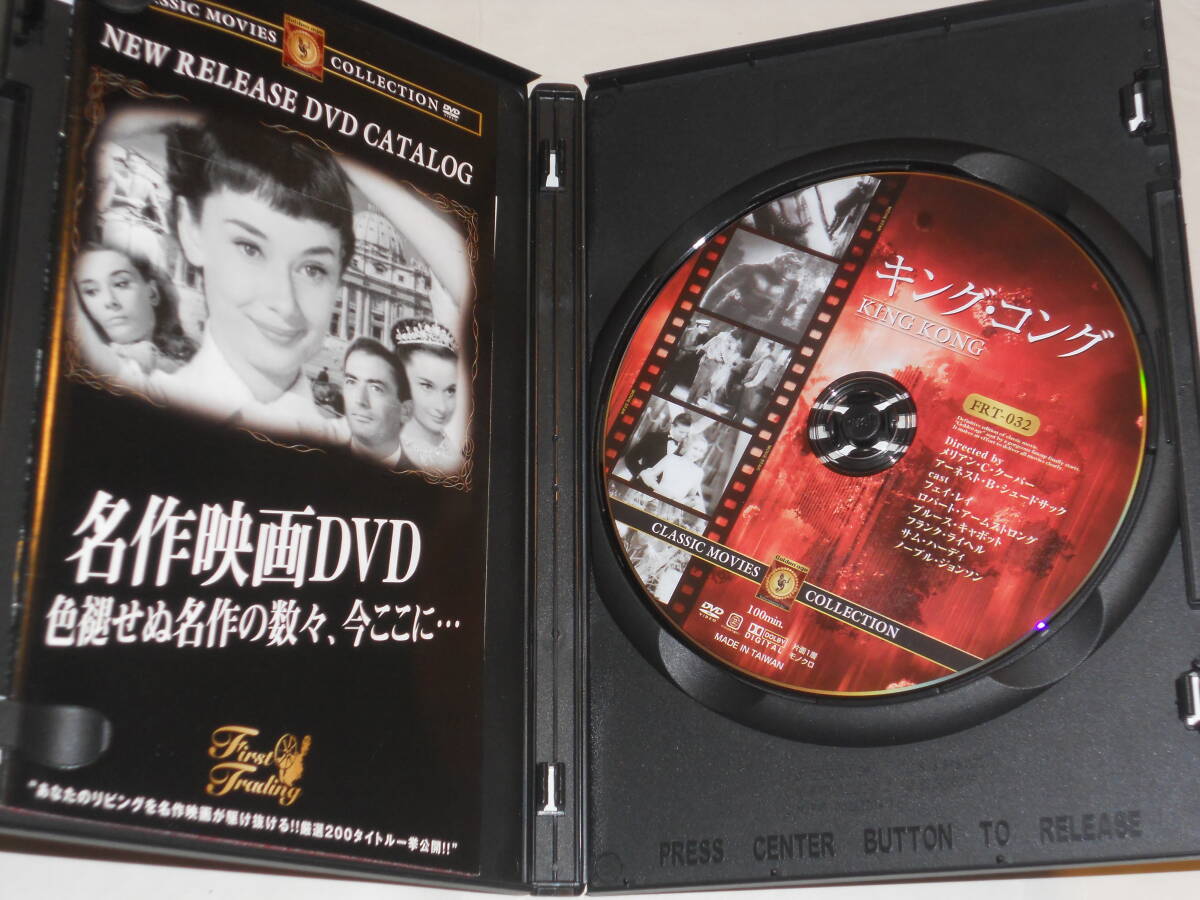 CLASSIC MOVIES
COLLECTION
DVD
NEW RELEASE DVD CATALOG
名作映画DVD
色褪せぬ名作の数々、今ここに…
First
Trading
"あなたのリビングを名作映画が駆け抜ける!!厳選200タイトル一挙公開!!"
キング・コング
KING KONG
FRT-032
Directed by
メリアン・C・クーパー
アーネスト・B・シュードサック
cast
フェイ・レイ
ロバート・アームストロング
ブルース・キャボット
フランク・ライヘル
サム・ハーディ
ノーブル・ジョンソン
CLASSIC MOVIES
COLLECTION
DVD
VIDEO
2
100min.
DOLBY
DIGITAL
片面1層
モノクロ
MADE IN TAIWAN
PRESS CENTER BUTTON TO RELEASE